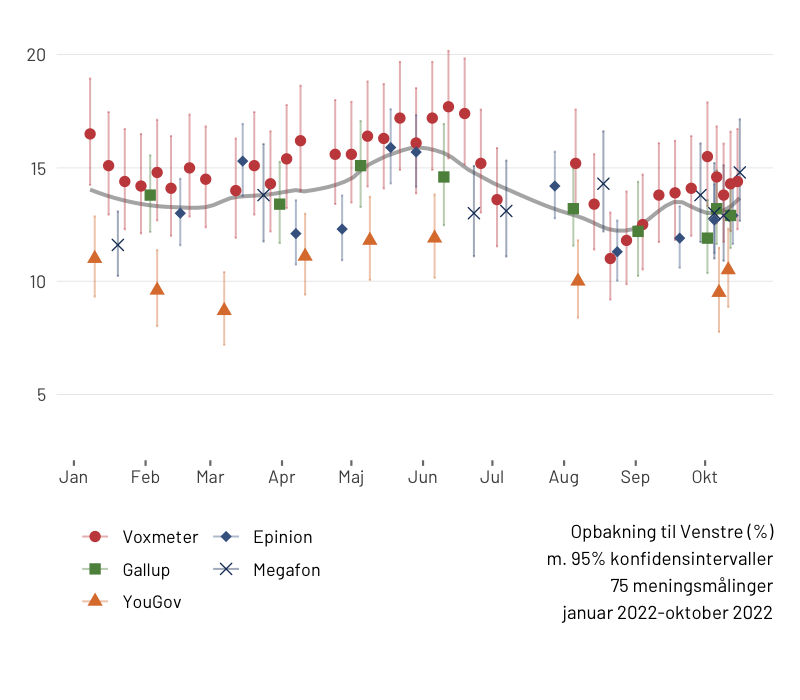 20
15
10
5
Jan Feb Mar Apr Maj Jun Jul Aug Sep Okt
Voxmeter Epinion
Gallup Megafon
YouGov
Opbakning til Venstre (%)
m. 95% konfidensintervaller
75 meningsmålinger
januar 2022-oktober 2022